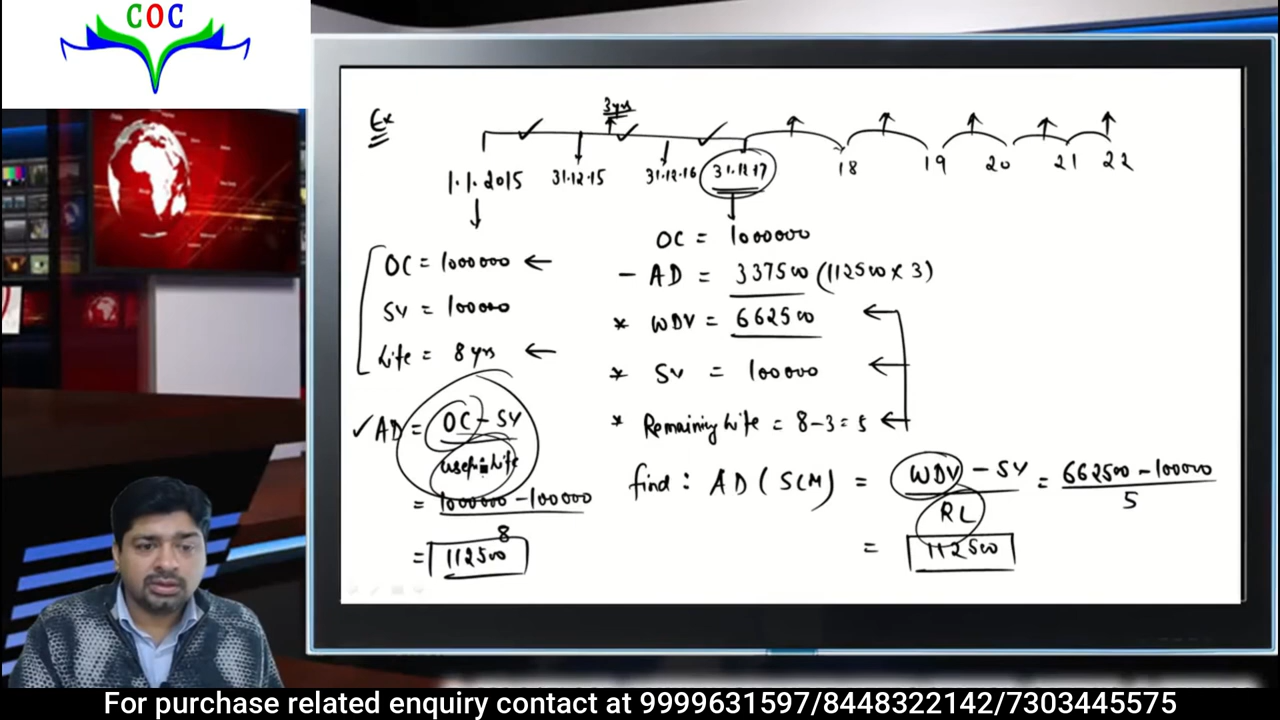 COC
Ex
3yrs
1.1.2015 31.12.15 31.12.16 31.12.17 18 19 20 21 22
OC = 1000000
SV = 100000
Life = 8 yrs
✓ AD = OC - SV
useful life
= 1000000 - 100000
8
= 112500
OC = 1000000
- AD = 337500 (112500 x 3)
* WDV = 662500
* SV = 100000
* Remaining Life = 8-3 = 5
find : AD (SLM) = WDV - SV = 662500 - 100000
RL 5
= 112500
For purchase related enquiry contact at 9999631597/8448322142/7303445575